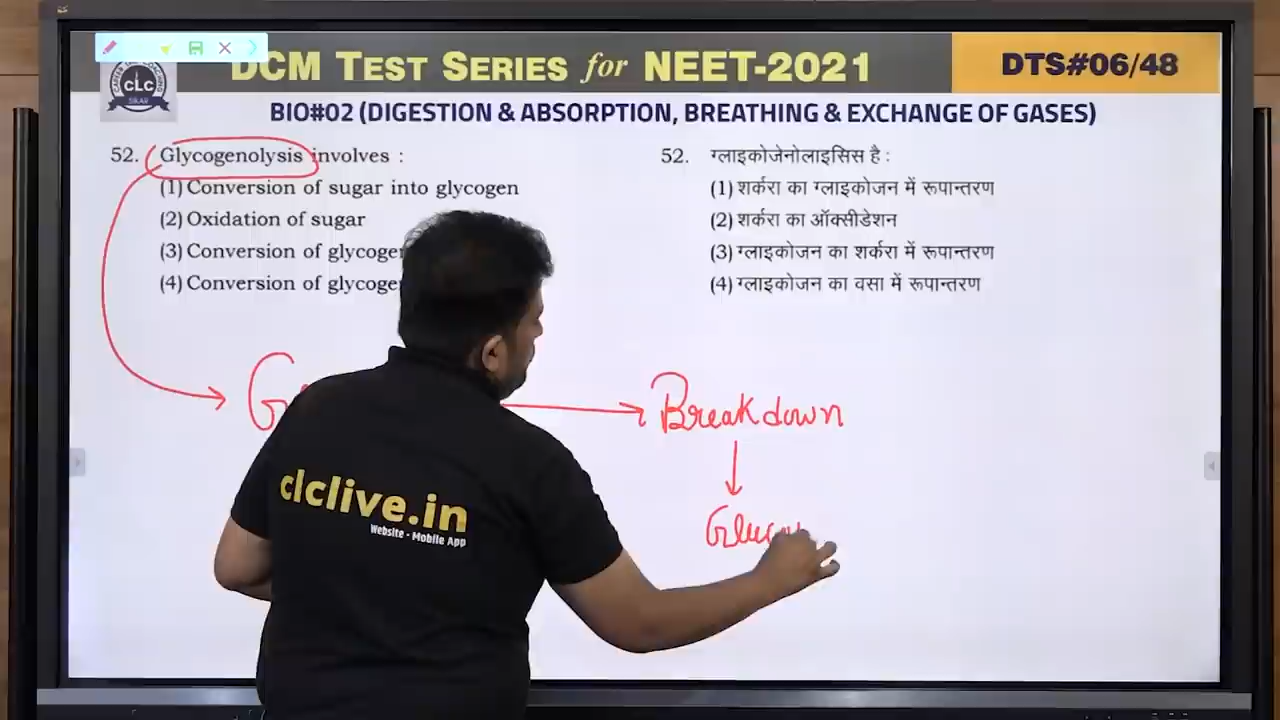 DCM TEST SERIES for NEET-2021
DTS#06/48
CLC
SIKAR
BIO#02 (DIGESTION & ABSORPTION, BREATHING & EXCHANGE OF GASES)
52. Glycogenolysis involves :
(1) Conversion of sugar into glycogen
(2) Oxidation of sugar
(3) Conversion of
(4) Conversion of
52. ग्लाइकोजेनोलाइसिस है :
(1) शर्करा का ग्लाइकोजन में रूपान्तरण
(2) शर्करा का ऑक्सीडेशन
(3) ग्लाइकोजन का शर्करा में रूपान्तरण
(4) ग्लाइकोजन का वसा में रूपान्तरण
Breakdown
clclive.in
Website - Mobile App